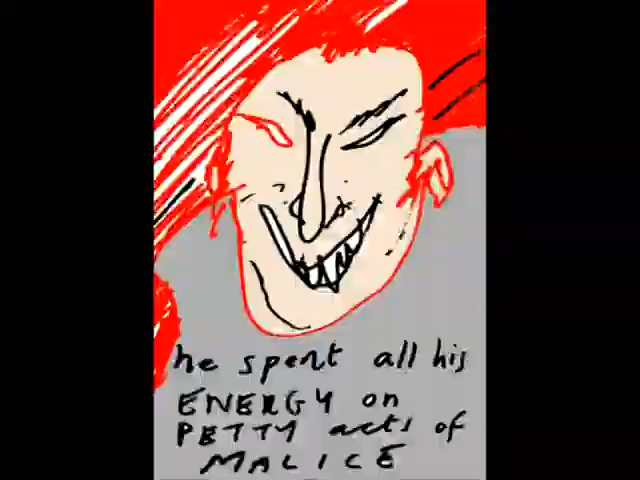 he spent all his
ENERGY on
PETTY acts of
MALICE